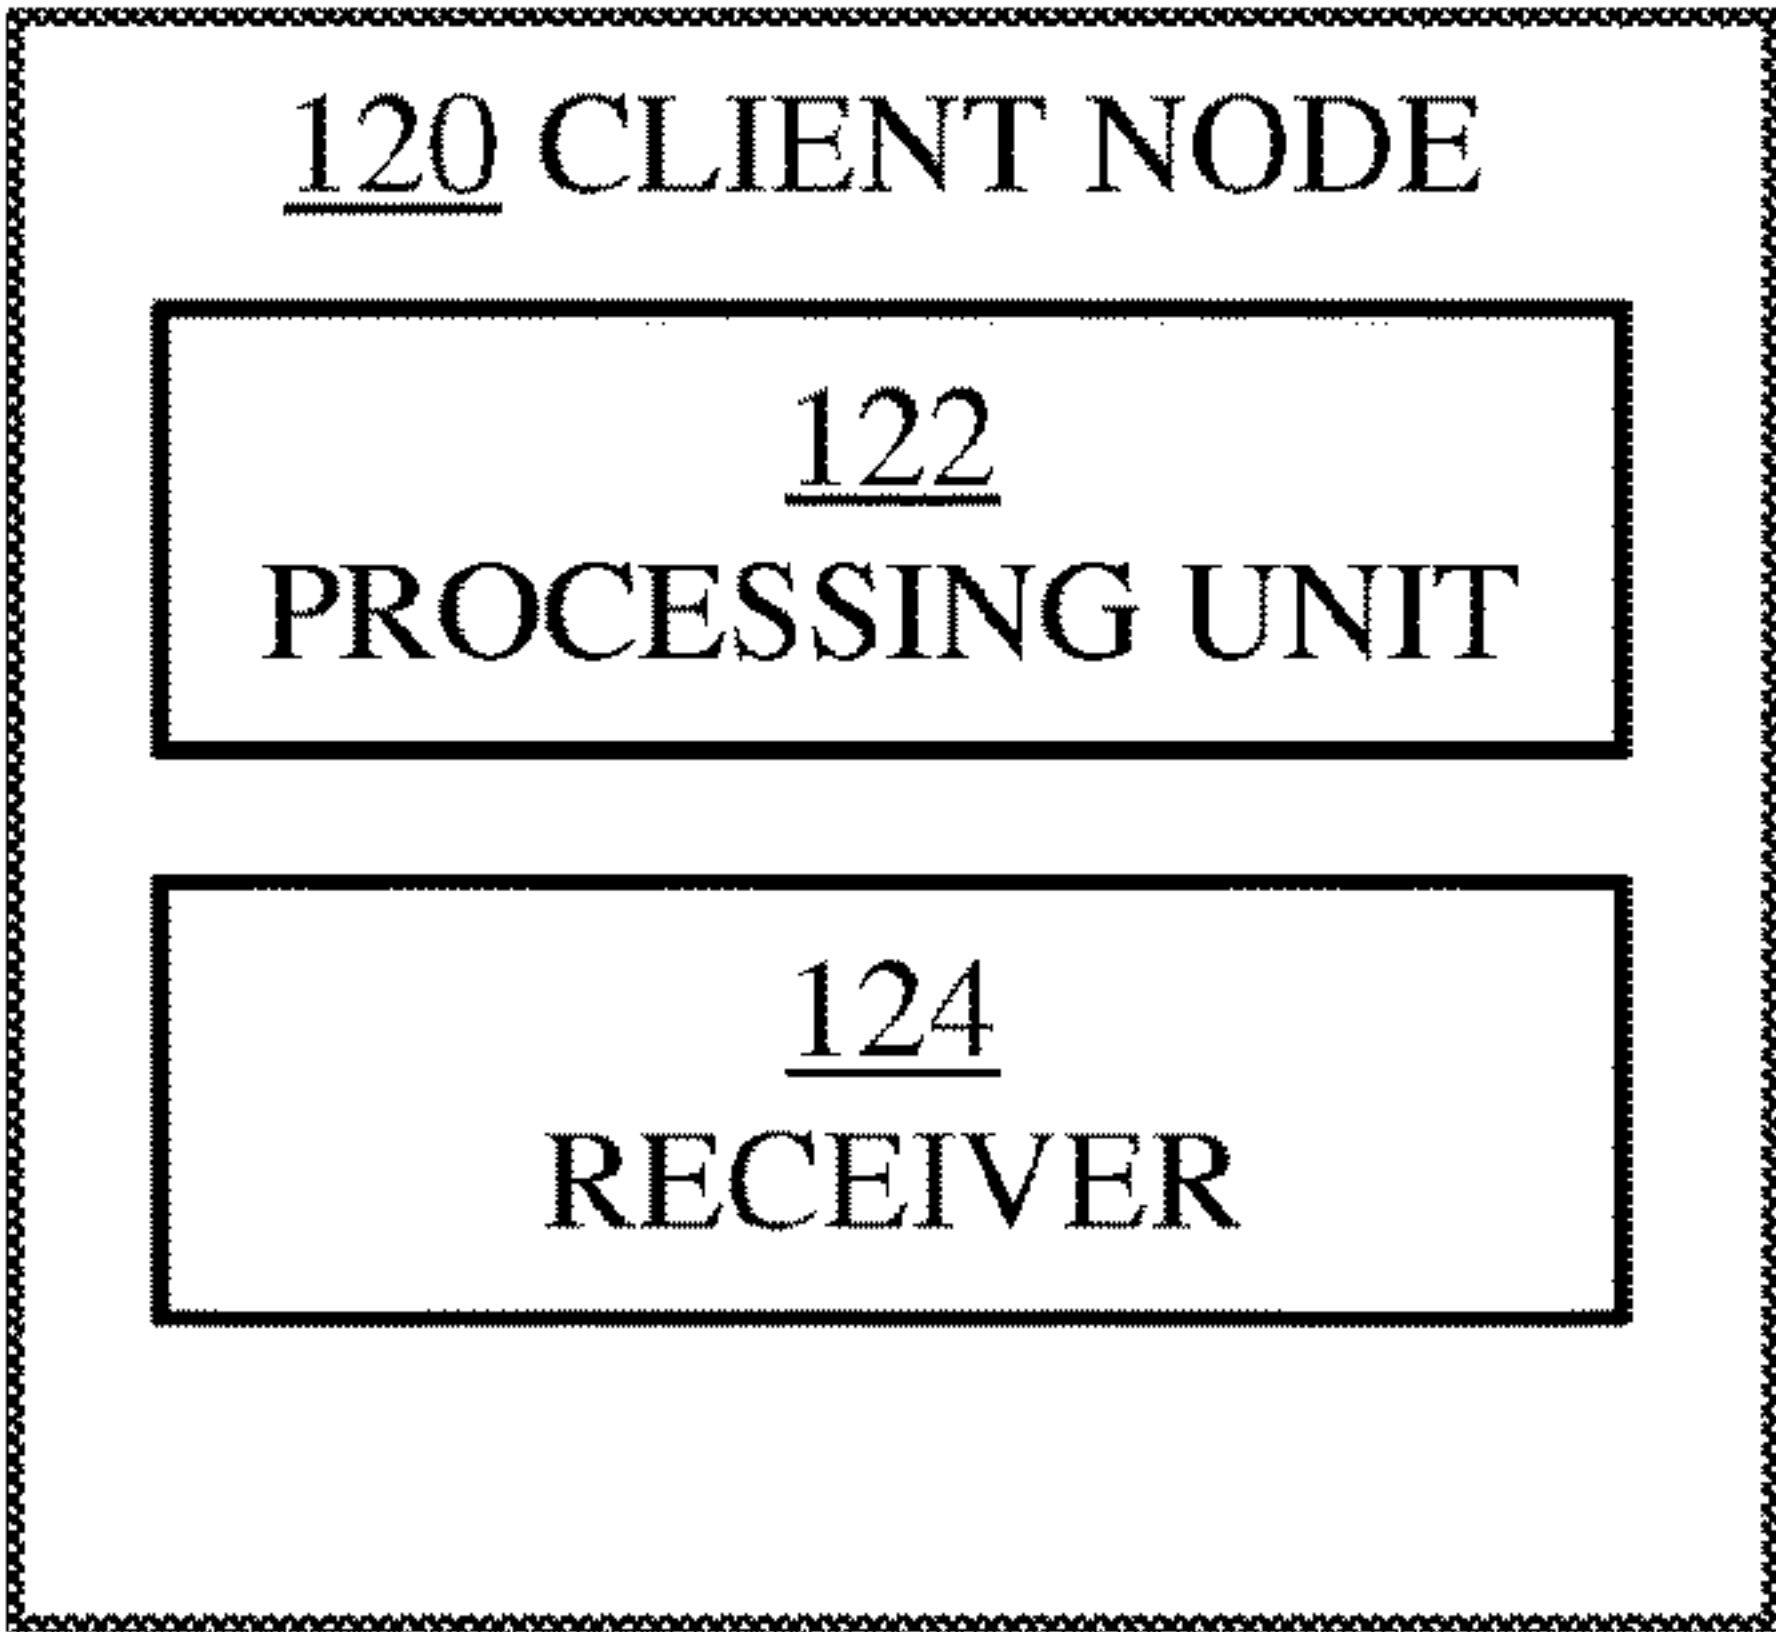 120 CLIENT NODE
122
PROCESSING UNIT
124
RECEIVER